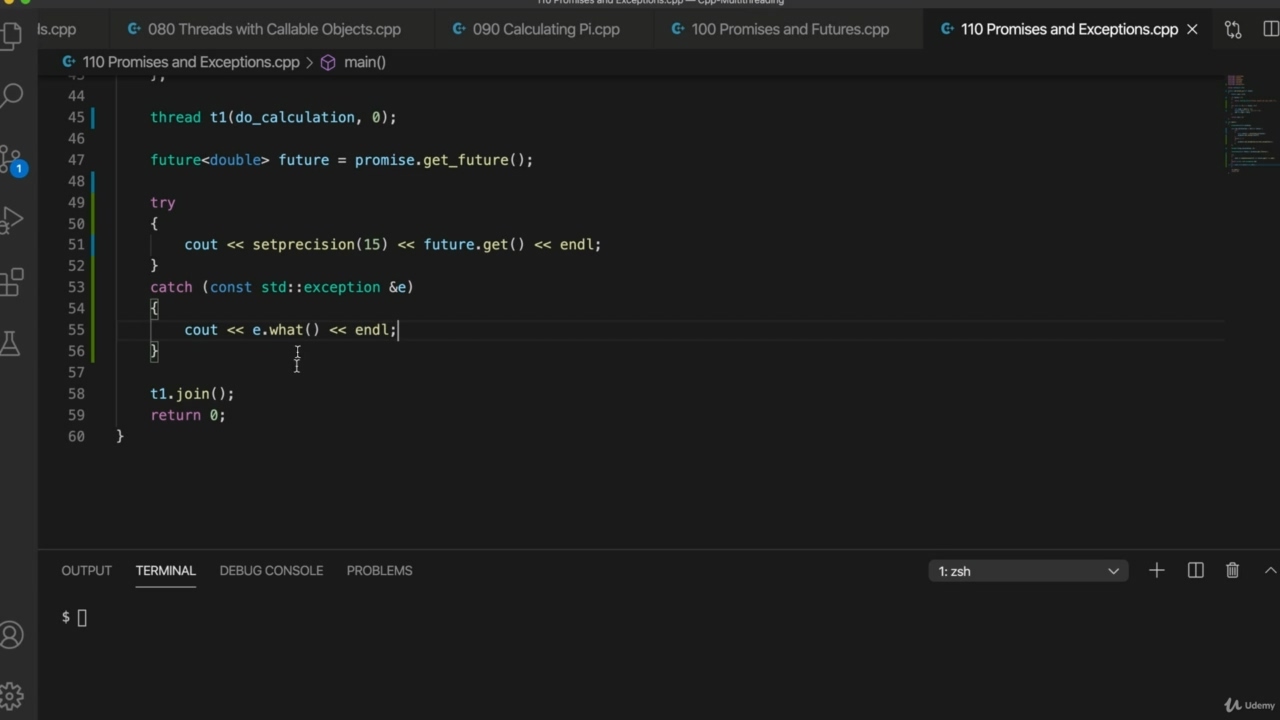 110 Promises and Exceptions.cpp — Cpp-Multithreading
ls.cpp 080 Threads with Callable Objects.cpp 090 Calculating Pi.cpp 100 Promises and Futures.cpp 110 Promises and Exceptions.cpp
110 Promises and Exceptions.cpp > main()
43 };
44
45 thread t1(do_calculation, 0);
46
47 future<double> future = promise.get_future();
48
49 try
50 {
51 cout << setprecision(15) << future.get() << endl;
52 }
53 catch (const std::exception &e)
54 {
55 cout << e.what() << endl;
56 }
57
58 t1.join();
59 return 0;
60 }
1
OUTPUT TERMINAL DEBUG CONSOLE PROBLEMS 1: zsh
$
Udemy